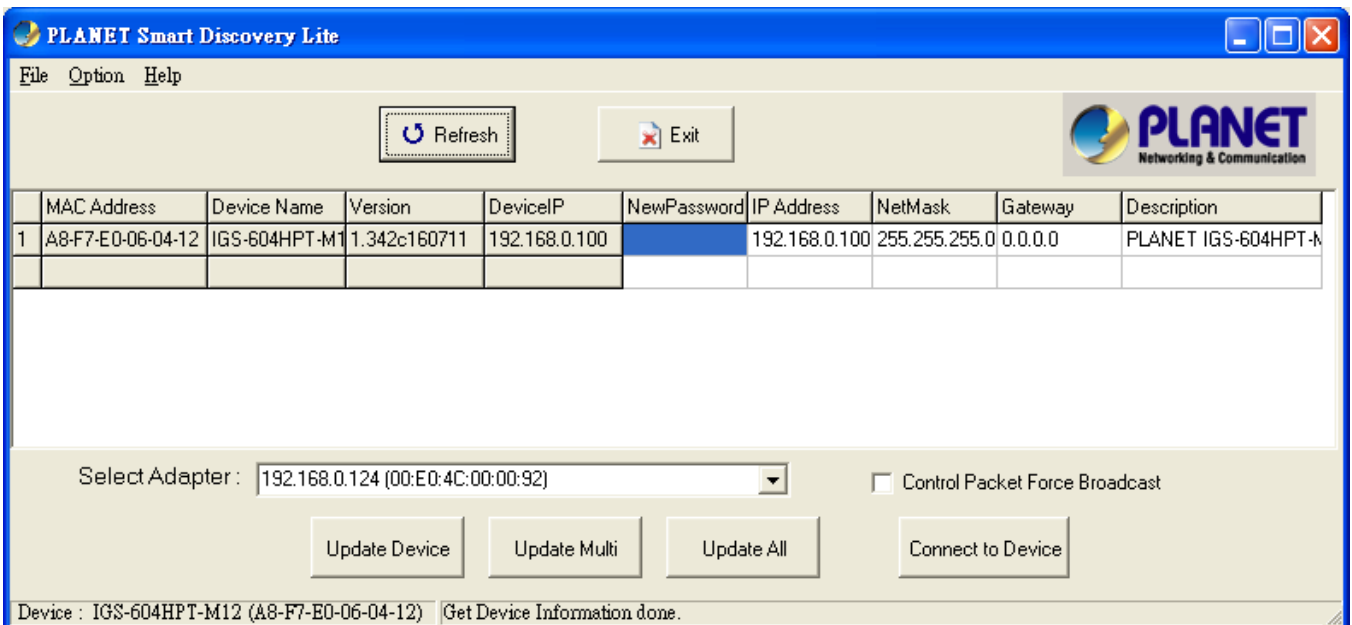 PLANET Smart Discovery Lite
File Option Help
Refresh Exit
PLANET
Networking & Communication
MAC Address Device Name Version DeviceIP NewPassword IP Address NetMask Gateway Description
1 A8-F7-E0-06-04-12 IGS-604HPT-M1 1.342c160711 192.168.0.100 192.168.0.100 255.255.255.0 0.0.0.0 PLANET IGS-604HPT-M
Select Adapter : 192.168.0.124 (00:E0:4C:00:00:92) Control Packet Force Broadcast
Update Device Update Multi Update All Connect to Device
Device : IGS-604HPT-M12 (A8-F7-E0-06-04-12) Get Device Information done.